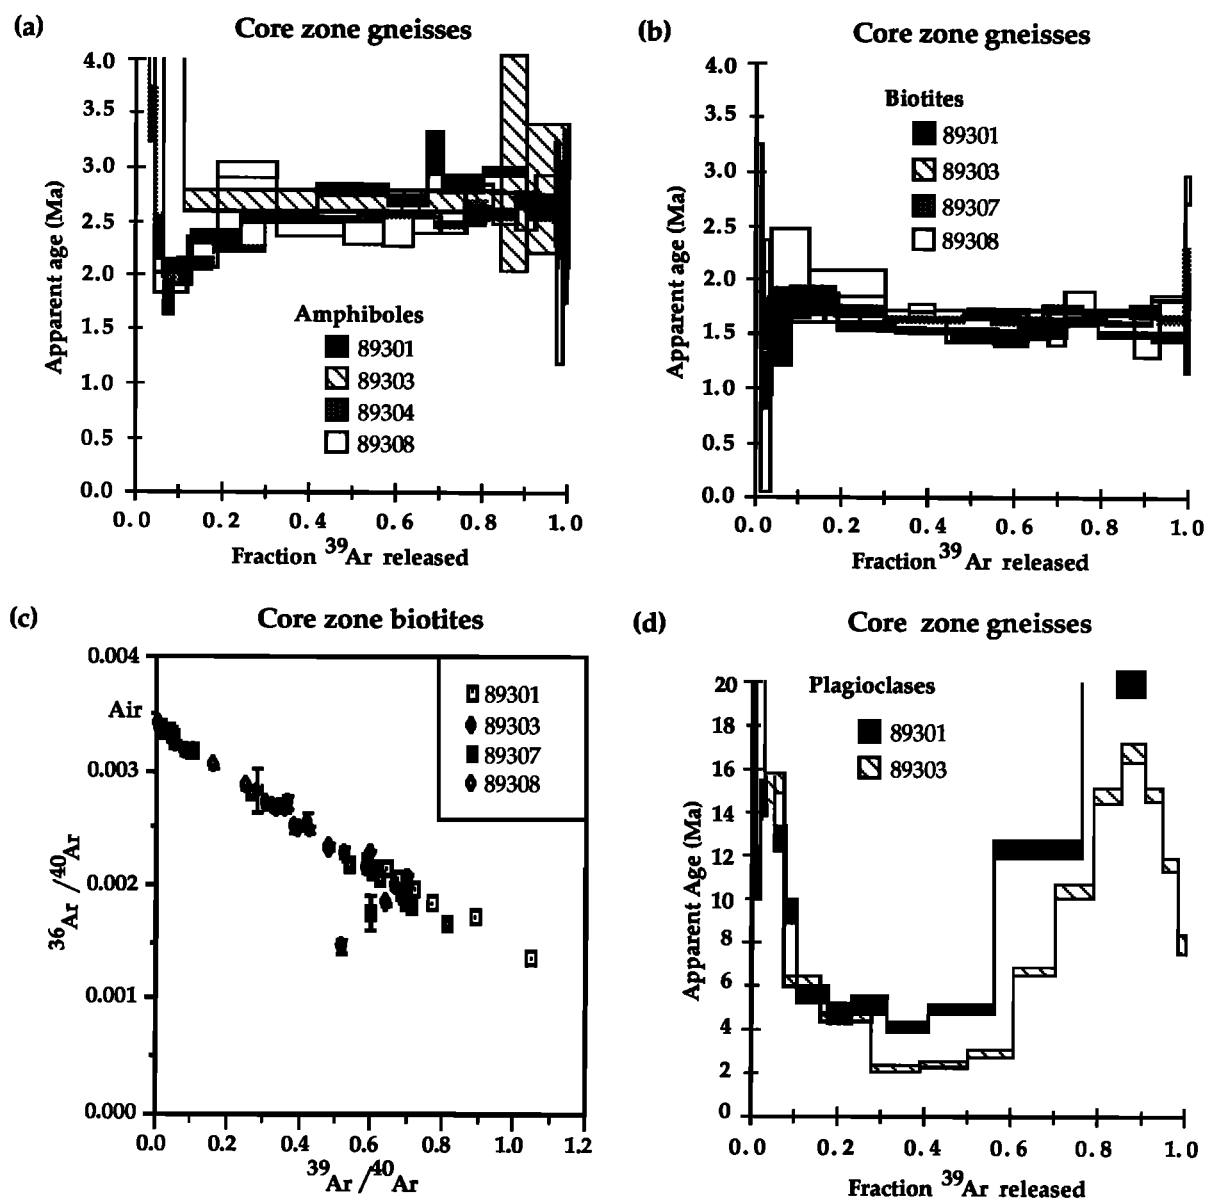 (a) Core zone gneisses
4.0
3.5
3.0
2.5
2.0
1.5
1.0
0.5
0.0
Apparent age (Ma)
Amphiboles
89301
89303
89304
89308
0.0 0.2 0.4 0.6 0.8 1.0
Fraction 39Ar released
(b) Core zone gneisses
4.0
3.5
3.0
2.5
2.0
1.5
1.0
0.5
0.0
Apparent age (Ma)
Biotites
89301
89303
89307
89308
0.0 0.2 0.4 0.6 0.8 1.0
Fraction 39Ar released
(c) Core zone biotites
0.004
Air
0.003
0.002
0.001
0.000
36Ar/40Ar
89301
89303
89307
89308
0.0 0.2 0.4 0.6 0.8 1.0 1.2
39Ar/40Ar
(d) Core zone gneisses
20
18
16
14
12
10
8
6
4
2
0
Apparent Age (Ma)
Plagioclases
89301
89303
0.0 0.2 0.4 0.6 0.8 1.0
Fraction 39Ar released